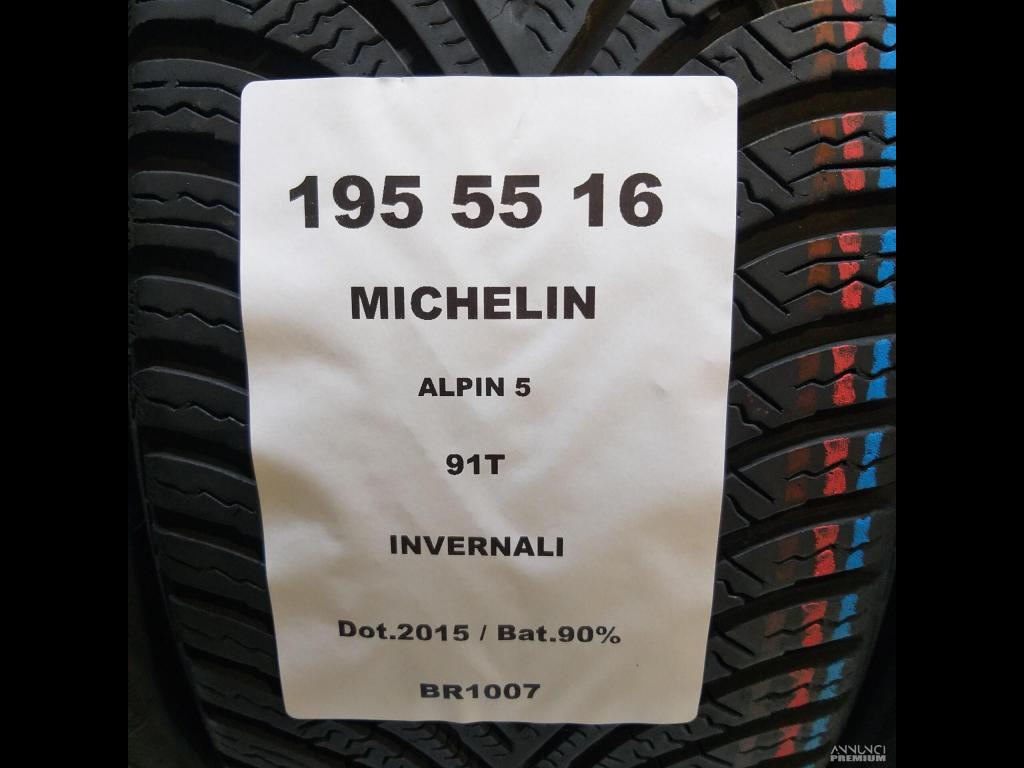 195 55 16
MICHELIN
ALPIN 5
91T
INVERNALI
Dot.2015 / Bat.90%
BR1007
ANNUNCI
PREMIUM